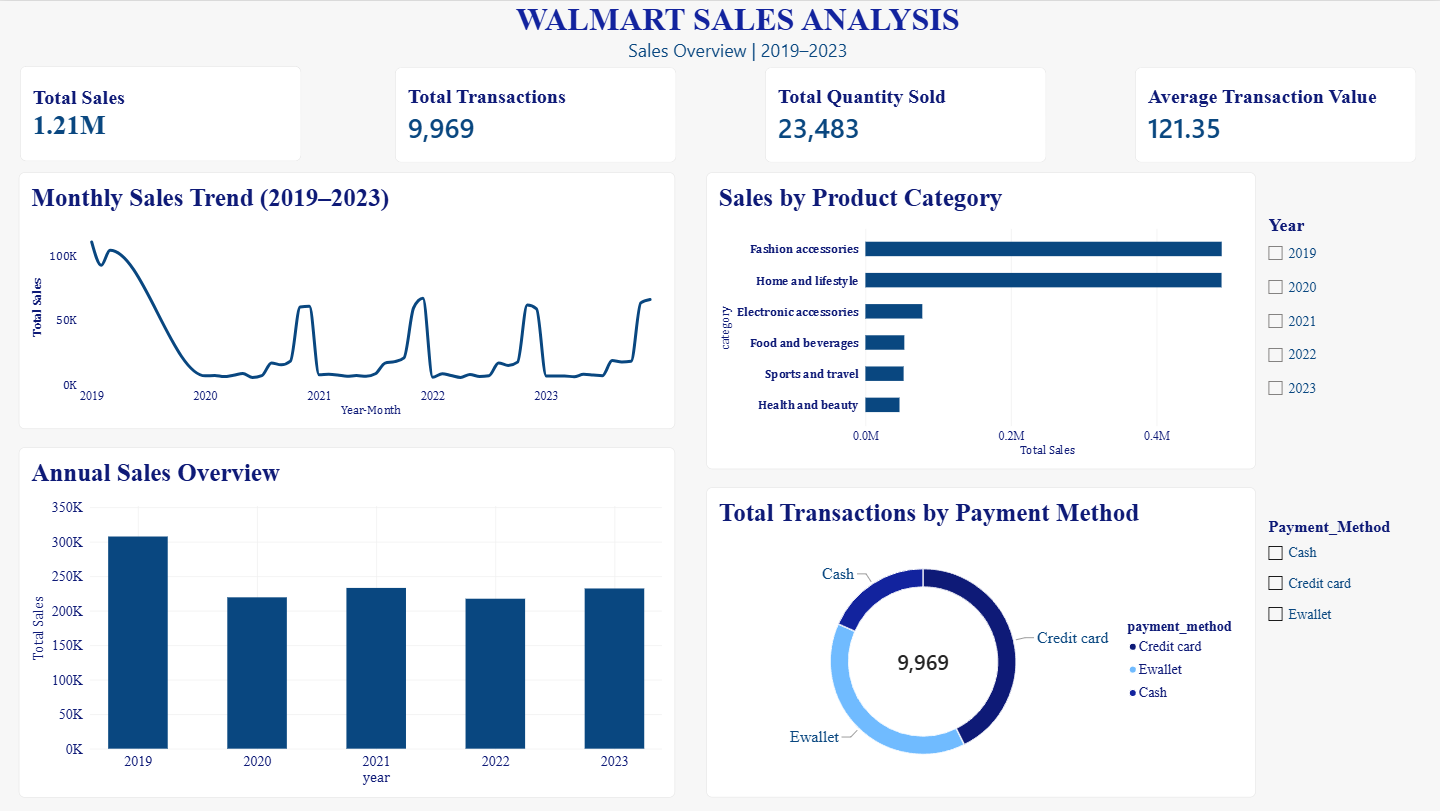 WALMART SALES ANALYSIS
Sales Overview | 2019–2023
Total Sales
1.21M
Total Transactions
9,969
Total Quantity Sold
23,483
Average Transaction Value
121.35
Monthly Sales Trend (2019–2023)
Total Sales
100K
50K
0K
2019 2020 2021 2022 2023
Year-Month
Sales by Product Category
category
Fashion accessories
Home and lifestyle
Electronic accessories
Food and beverages
Sports and travel
Health and beauty
0.0M 0.2M 0.4M
Total Sales
Year
2019
2020
2021
2022
2023
Annual Sales Overview
Total Sales
350K
300K
250K
200K
150K
100K
50K
0K
2019 2020 2021 2022 2023
year
Total Transactions by Payment Method
Cash
Credit card
Ewallet
9,969
payment_method
Credit card
Ewallet
Cash
Payment_Method
Cash
Credit card
Ewallet